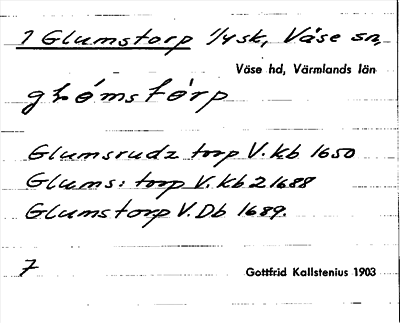 1 Glumstorp 1/4 sk, Väse sn,
Väse hd, Värmlands län
glómstòrp
Glumsrudz torp V.Kb 1650
Glums: torp V.Kb 2 1688
Glumstorp V.Db 1689.
7
Gottfrid Kallstenius 1903